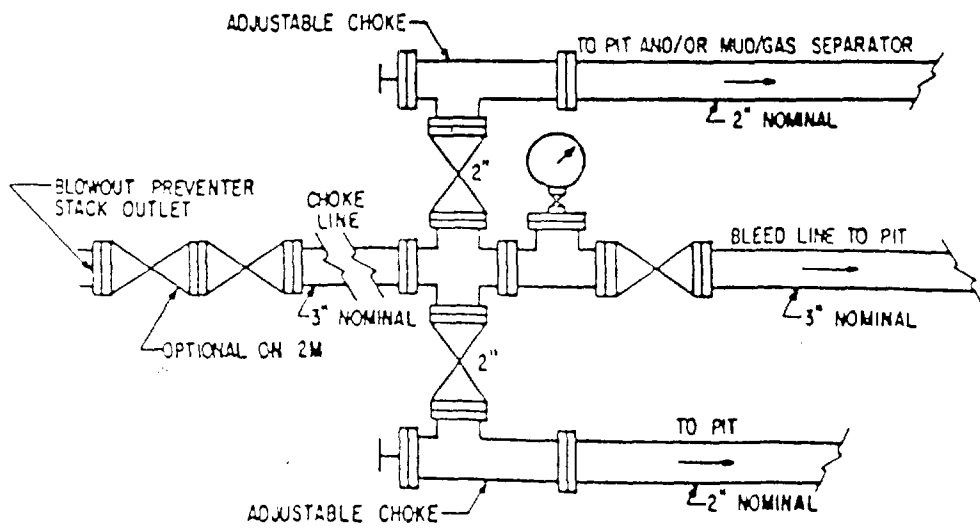 ADJUSTABLE CHOKE
TO PIT AND/OR MUD/GAS SEPARATOR
2" NOMINAL
2"
BLOWOUT PREVENTER
STACK OUTLET
CHOKE
LINE
BLEED LINE TO PIT
3" NOMINAL
3" NOMINAL
OPTIONAL ON 2M
2"
TO PIT
2" NOMINAL
ADJUSTABLE CHOKE